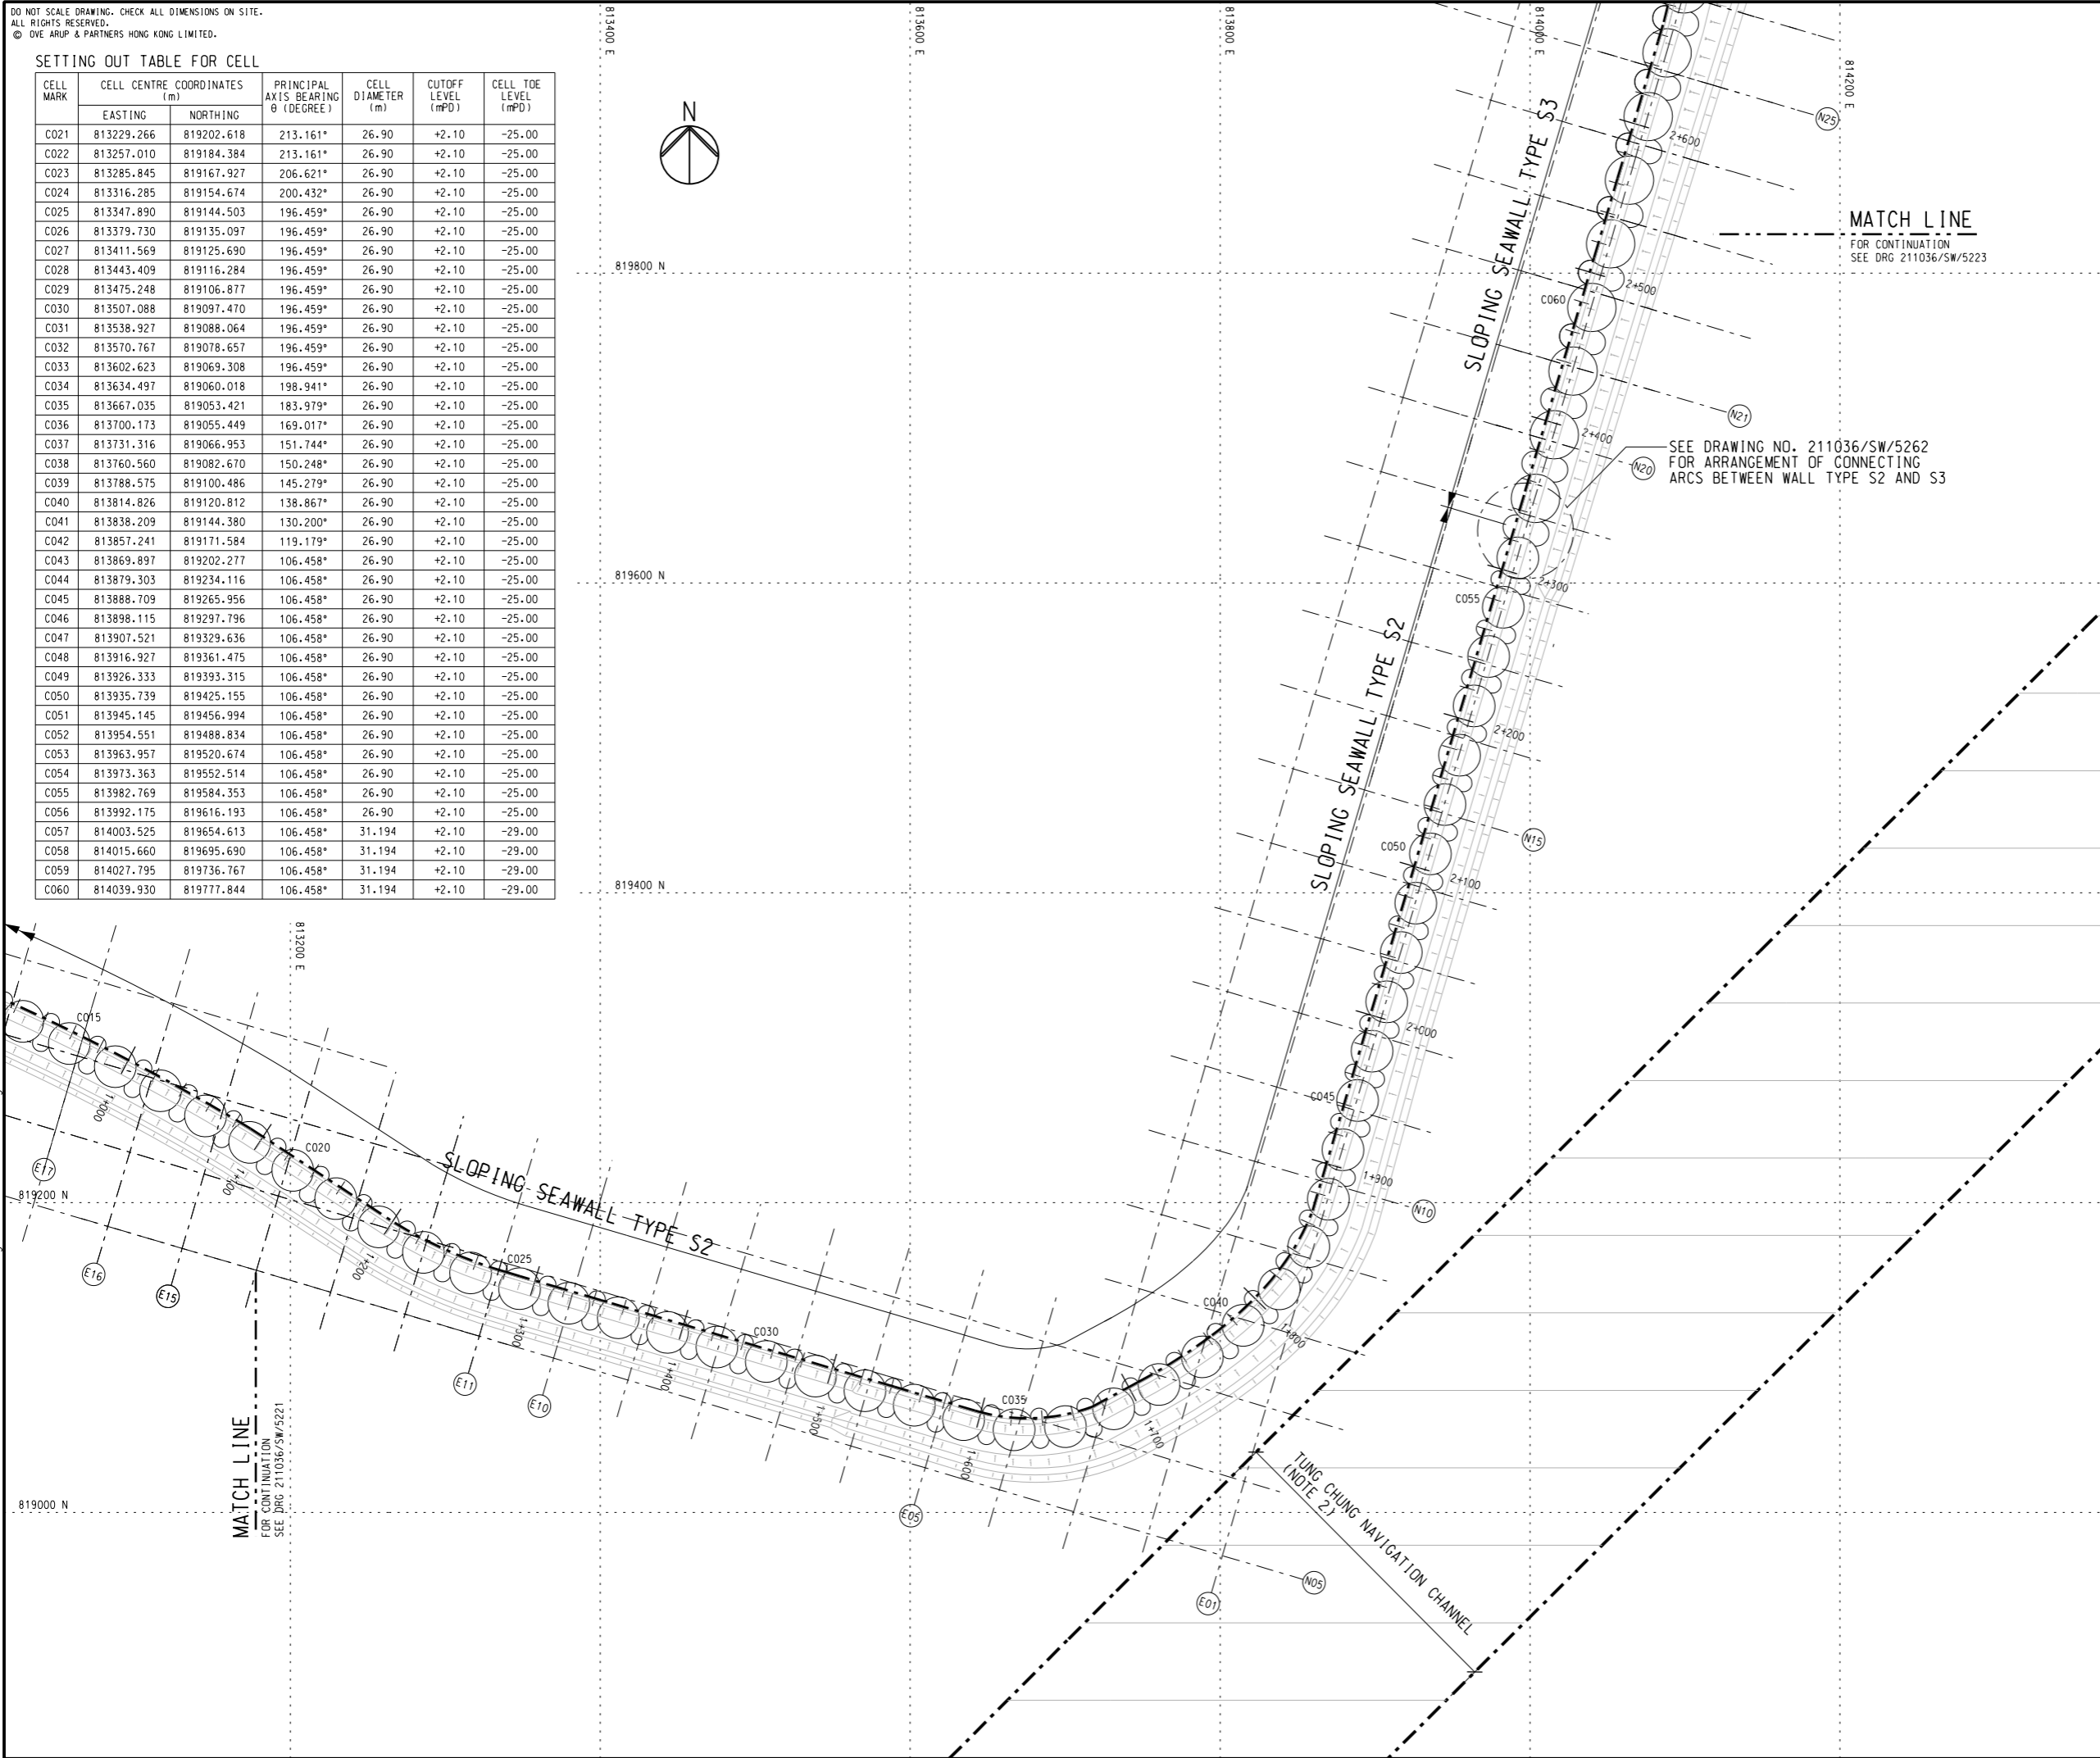 DO NOT SCALE DRAWING. CHECK ALL DIMENSIONS ON SITE.
ALL RIGHTS RESERVED.
© OVE ARUP & PARTNERS HONG KONG LIMITED.
SETTING OUT TABLE FOR CELL
CELL MARK CELL CENTRE COORDINATES (m) PRINCIPAL AXIS BEARING θ (DEGREE) CELL DIAMETER (m) CUTOFF LEVEL (mPD) CELL TOE LEVEL (mPD)
EASTING NORTHING
C021 813229.266 819202.618 213.161° 26.90 +2.10 -25.00
C022 813257.010 819184.384 213.161° 26.90 +2.10 -25.00
C023 813285.845 819167.927 206.621° 26.90 +2.10 -25.00
C024 813316.285 819154.674 200.432° 26.90 +2.10 -25.00
C025 813347.890 819144.503 196.459° 26.90 +2.10 -25.00
C026 813379.730 819135.097 196.459° 26.90 +2.10 -25.00
C027 813411.569 819125.690 196.459° 26.90 +2.10 -25.00
C028 813443.409 819116.284 196.459° 26.90 +2.10 -25.00
C029 813475.248 819106.877 196.459° 26.90 +2.10 -25.00
C030 813507.088 819097.470 196.459° 26.90 +2.10 -25.00
C031 813538.927 819088.064 196.459° 26.90 +2.10 -25.00
C032 813570.767 819078.657 196.459° 26.90 +2.10 -25.00
C033 813602.623 819069.308 196.459° 26.90 +2.10 -25.00
C034 813634.497 819060.018 198.941° 26.90 +2.10 -25.00
C035 813667.035 819053.421 183.979° 26.90 +2.10 -25.00
C036 813700.173 819055.449 169.017° 26.90 +2.10 -25.00
C037 813731.316 819066.953 151.744° 26.90 +2.10 -25.00
C038 813760.560 819082.670 150.248° 26.90 +2.10 -25.00
C039 813788.575 819100.486 145.279° 26.90 +2.10 -25.00
C040 813814.826 819120.812 138.867° 26.90 +2.10 -25.00
C041 813838.209 819144.380 130.200° 26.90 +2.10 -25.00
C042 813857.241 819171.584 119.179° 26.90 +2.10 -25.00
C043 813869.897 819202.277 106.458° 26.90 +2.10 -25.00
C044 813879.303 819234.116 106.458° 26.90 +2.10 -25.00
C045 813888.709 819265.956 106.458° 26.90 +2.10 -25.00
C046 813898.115 819297.796 106.458° 26.90 +2.10 -25.00
C047 813907.521 819329.636 106.458° 26.90 +2.10 -25.00
C048 813916.927 819361.475 106.458° 26.90 +2.10 -25.00
C049 813926.333 819393.315 106.458° 26.90 +2.10 -25.00
C050 813935.739 819425.155 106.458° 26.90 +2.10 -25.00
C051 813945.145 819456.994 106.458° 26.90 +2.10 -25.00
C052 813954.551 819488.834 106.458° 26.90 +2.10 -25.00
C053 813963.957 819520.674 106.458° 26.90 +2.10 -25.00
C054 813973.363 819552.514 106.458° 26.90 +2.10 -25.00
C055 813982.769 819584.353 106.458° 26.90 +2.10 -25.00
C056 813992.175 819616.193 106.458° 26.90 +2.10 -25.00
C057 814003.525 819654.613 106.458° 31.194 +2.10 -29.00
C058 814015.660 819695.690 106.458° 31.194 +2.10 -29.00
C059 814027.795 819736.767 106.458° 31.194 +2.10 -29.00
C060 814039.930 819777.844 106.458° 31.194 +2.10 -29.00
N
813400 E
813600 E
813800 E
814000 E
814200 E
N25
2+600
MATCH LINE
FOR CONTINUATION
SEE DRG 211036/SW/5223
SLOPING SEAWALL TYPE S3
819800 N
2+500
C060
N21
2+400
N20
SEE DRAWING NO. 211036/SW/5262
FOR ARRANGEMENT OF CONNECTING
ARCS BETWEEN WALL TYPE S2 AND S3
819600 N
2+300
C055
SLOPING SEAWALL TYPE S2
2+200
N15
C050
2+100
819400 N
813200 E
2+000
C045
1+900
N10
C015
1+000
C020
1+100
E17
819200 N
SLOPING SEAWALL TYPE S2
E16
E15
1+200
C025
1+300
E11
E10
C030
1+400
C040
1+800
C035
1+500
1+700
1+600
MATCH LINE
FOR CONTINUATION
SEE DRG 211036/SW/5221
819000 N
E05
TUNG CHUNG NAVIGATION CHANNEL
(NOTE 2)
N05
E01